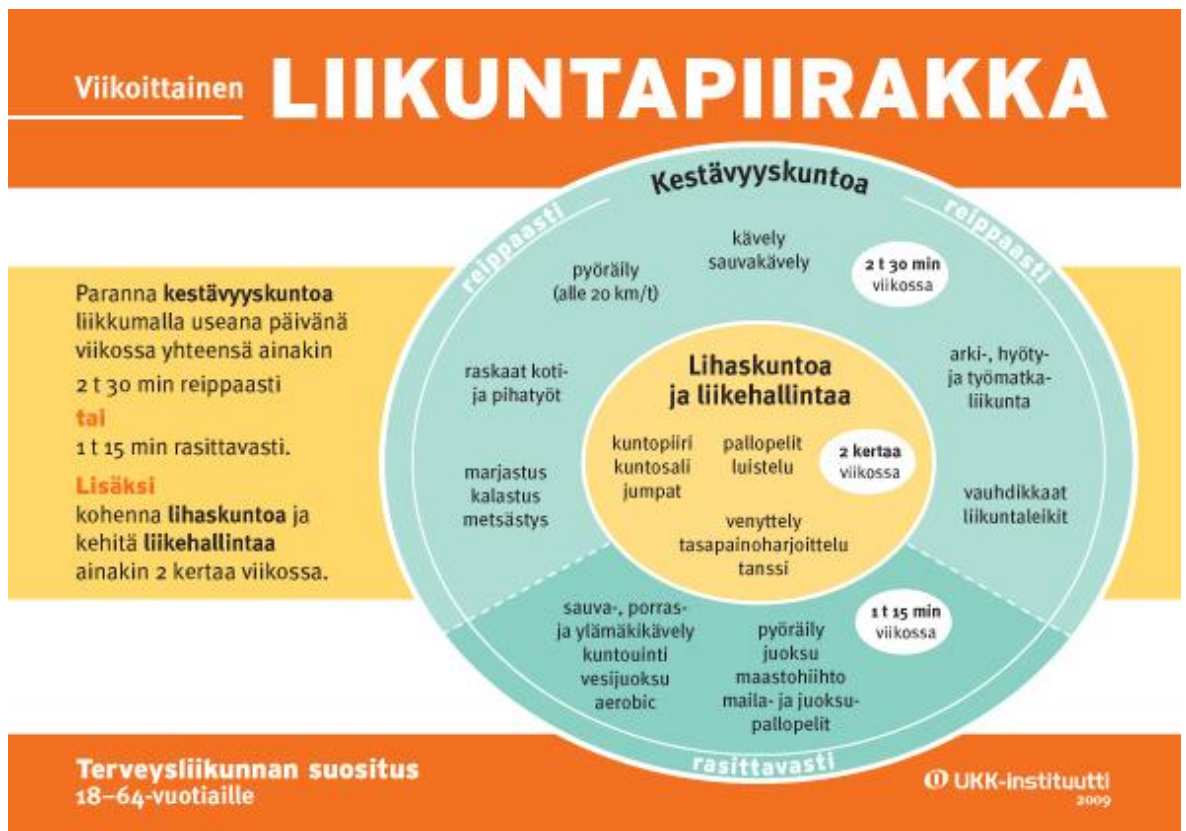 Viikoittainen LIIKUNTAPIIRAKKA
Paranna kestävyyskuntoa
liikkumalla useana päivänä
viikossa yhteensä ainakin
2 t 30 min reippaasti
tai
1 t 15 min rasittavasti.
Lisäksi
kohenna lihaskuntoa ja
kehitä liikehallintaa
ainakin 2 kertaa viikossa.
Kestävyyskuntoa
reippaasti
reippaasti
kävely
sauvakävely
2 t 30 min
viikossa
pyöräily
(alle 20 km/t)
raskaat koti-
ja pihatyöt
marjastus
kalastus
metsästys
arki-, hyöty-
ja työmatka-
liikunta
vauhdikkaat
liikuntaleikit
Lihaskuntoa
ja liikehallintaa
kuntopiiri
kuntosali
jumpat
pallopelit
luistelu
2 kertaa
viikossa
venyttely
tasapainoharjoittelu
tanssi
sauva-, porras-
ja ylämäkikävely
kuntouinti
vesijuoksu
aerobic
pyöräily
juoksu
maastohiihto
maila- ja juoksu-
pallopelit
1 t 15 min
viikossa
rasittavasti
Terveysliikunnan suositus
18–64-vuotiaille
UKK-instituutti
2009